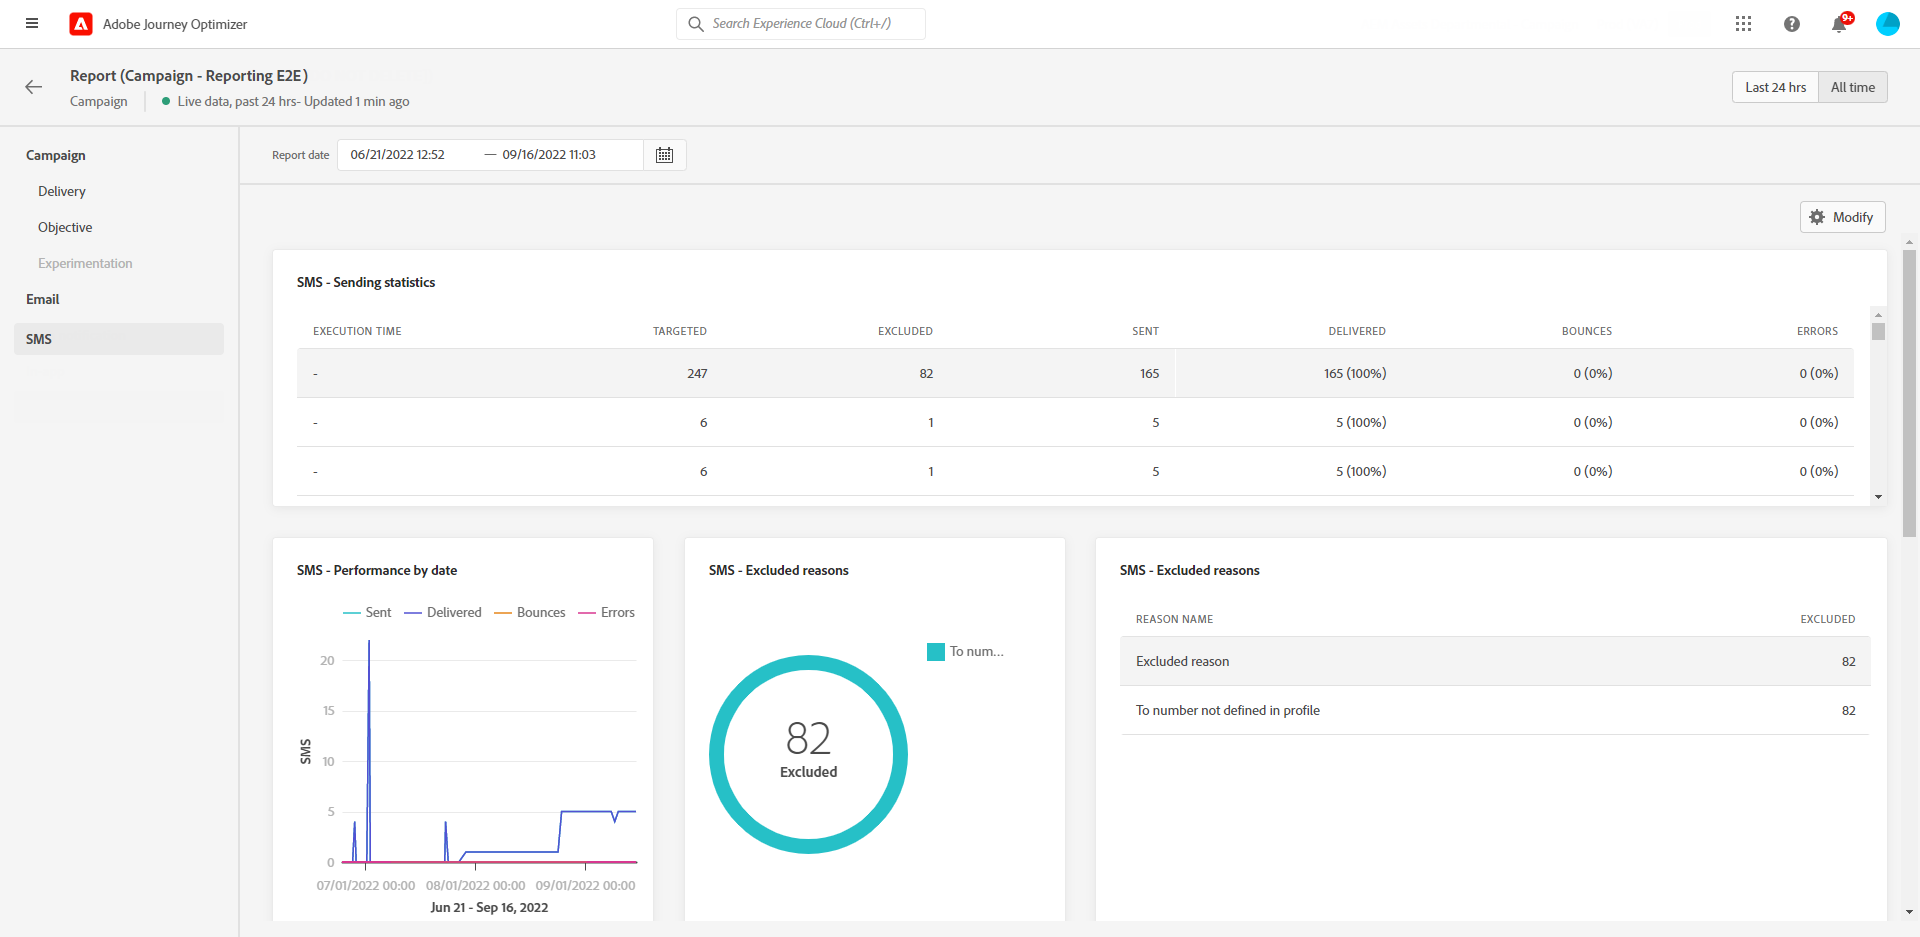 Adobe Journey Optimizer
Search Experience Cloud (Ctrl+/)
9+
Report (Campaign - Reporting E2E)
Campaign
Live data, past 24 hrs- Updated 1 min ago
Last 24 hrs
All time
Campaign
Delivery
Objective
Experimentation
Email
SMS
Report date
06/21/2022 12:52
— 09/16/2022 11:03
Modify
SMS - Sending statistics
EXECUTION TIME TARGETED EXCLUDED SENT DELIVERED BOUNCES ERRORS
- 247 82 165 165 (100%) 0 (0%) 0 (0%)
- 6 1 5 5 (100%) 0 (0%) 0 (0%)
- 6 1 5 5 (100%) 0 (0%) 0 (0%)
SMS - Performance by date
Sent Delivered Bounces Errors
20
15
10
5
0
SMS
07/01/2022 00:00 08/01/2022 00:00 09/01/2022 00:00
Jun 21 - Sep 16, 2022
SMS - Excluded reasons
To num...
82
Excluded
SMS - Excluded reasons
REASON NAME EXCLUDED
Excluded reason 82
To number not defined in profile 82